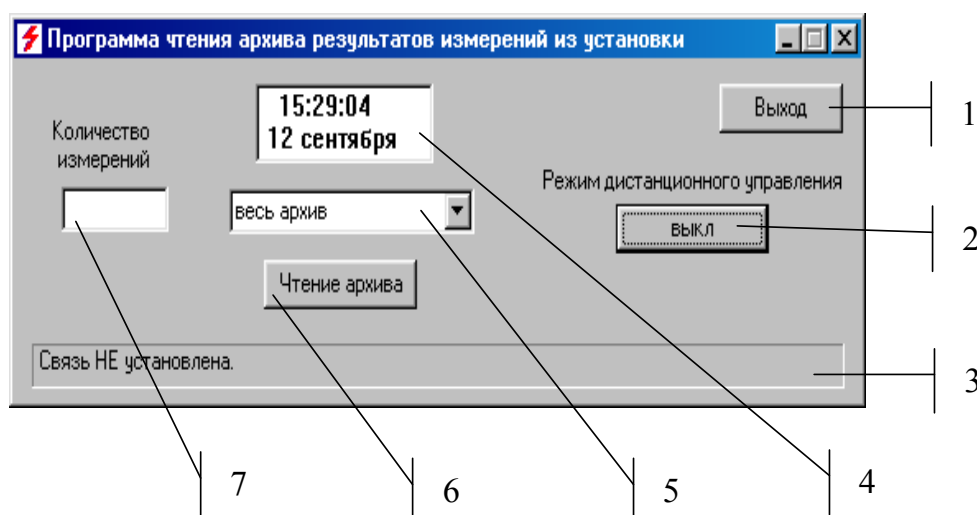 Программа чтения архива результатов измерений из установки
15:29:04
12 сентября
Выход
1
Количество
измерений
Режим дистанционного управления
весь архив
выкл
2
Чтение архива
Связь НЕ установлена.
3
7
6
5
4